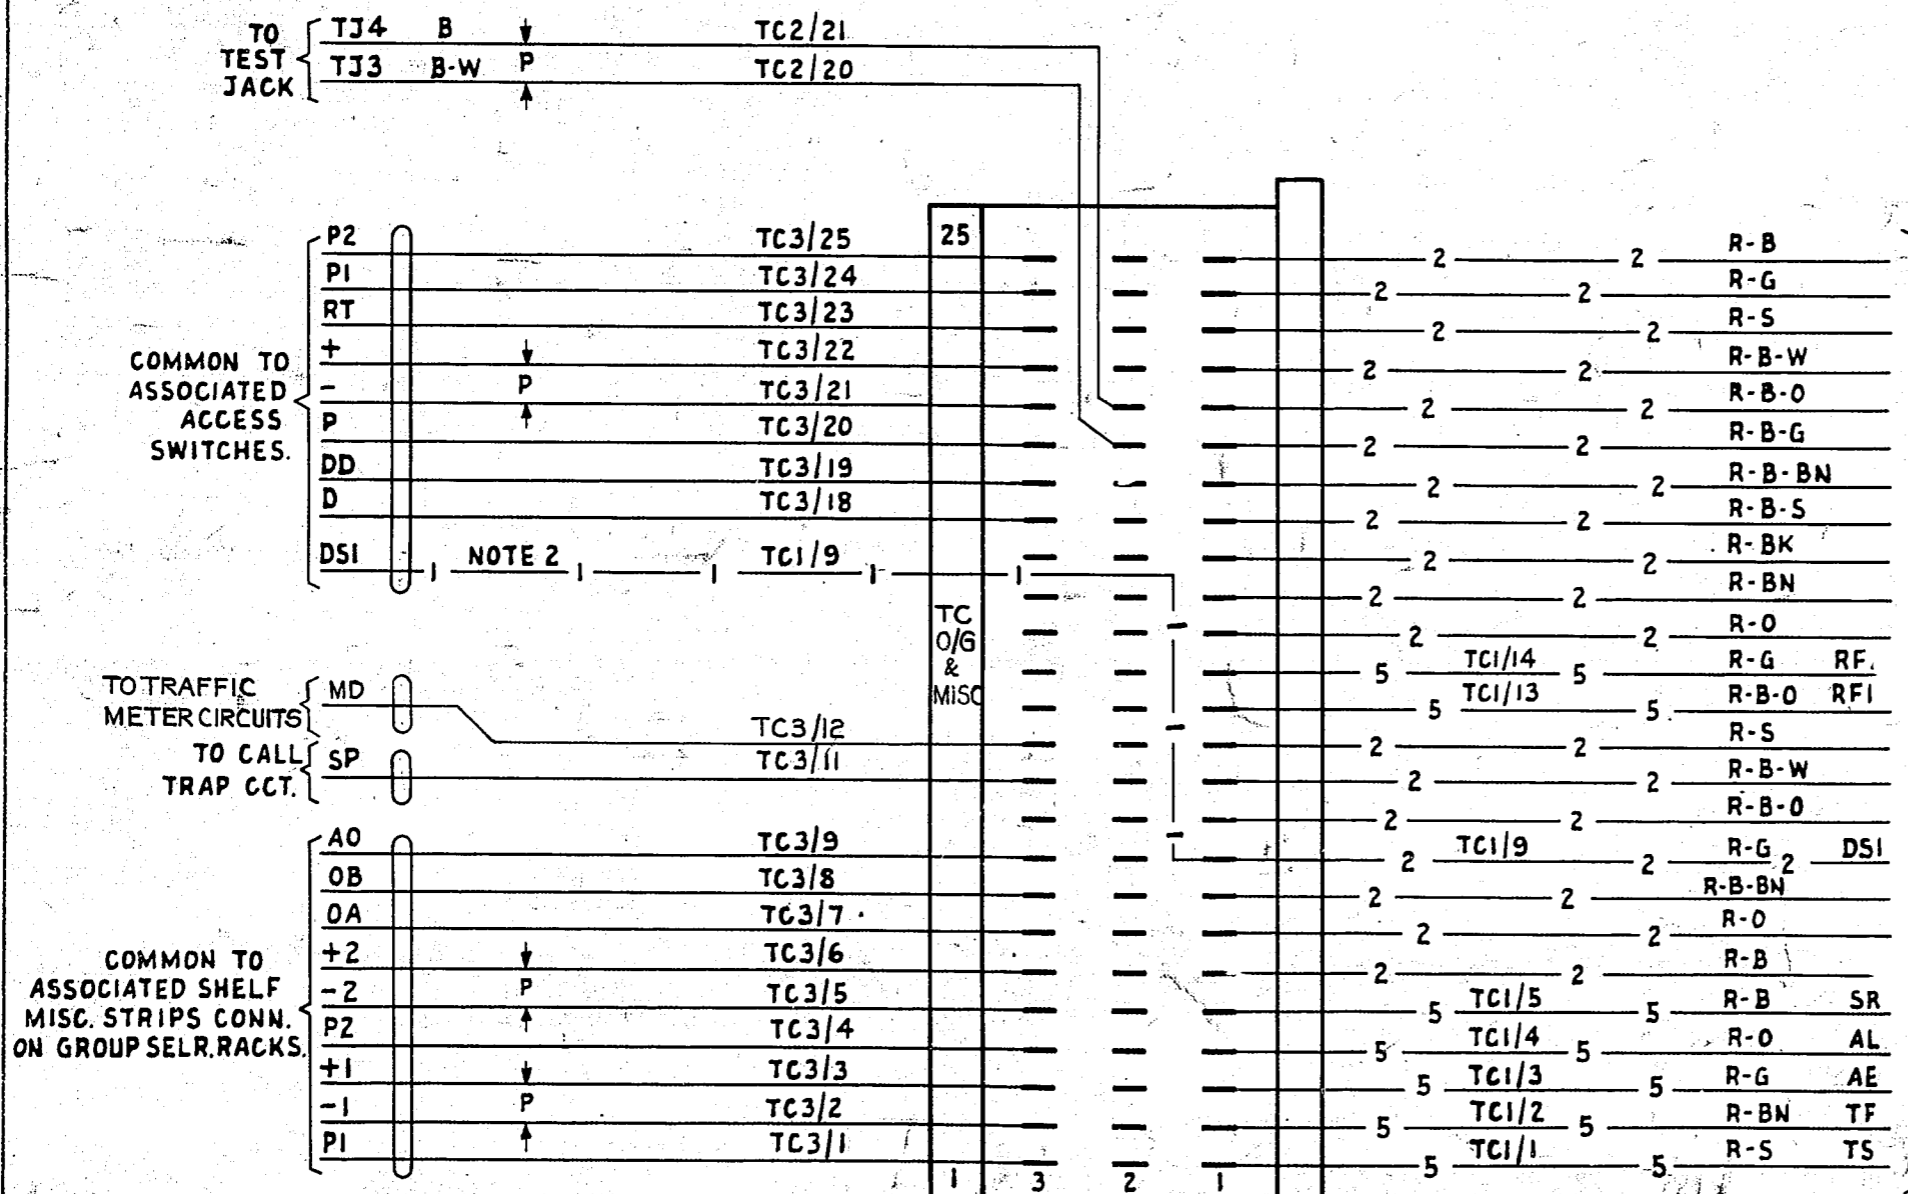 TO
TEST
JACK
TJ4 B TC2/21
TJ3 B-W P TC2/20
COMMON TO
ASSOCIATED
ACCESS
SWITCHES.
P2 TC3/25
P1 TC3/24
RT TC3/23
+ TC3/22
P
- TC3/21
P TC3/20
DD TC3/19
D TC3/18
DS1 1 NOTE 2 1 1 TC1/9 1 1
TO TRAFFIC
METER CIRCUITS
MD TC3/12
TO CALL
TRAP CCT.
SP TC3/11
COMMON TO
ASSOCIATED SHELF
MISC. STRIPS CONN.
ON GROUP SELR. RACKS.
AO TC3/9
OB TC3/8
OA TC3/7
+2 TC3/6
P
-2 TC3/5
P2 TC3/4
+1 TC3/3
P
-1 TC3/2
P1 TC3/1
25
TC
O/G
&
MISC
1 3 2 1
2 2 R-B
2 2 R-G
2 2 R-S
2 2 R-B-W
2 2 R-B-O
2 2 R-B-G
2 2 R-B-BN
2 2 R-B-S
2 2 R-BK
2 2 R-BN
2 2 R-O
5 TC1/14 5 R-G
5 TC1/13 5 R-B-O RF1
2 2 R-S
2 2 R-B-W
2 2 R-B-O
2 TC1/9 2 R-G 2 DS1
2 2 R-B-BN
2 2 R-O
2 2 R-B
5 TC1/5 5 R-B SR
5 TC1/4 5 R-O AL
5 TC1/3 5 R-G AE
5 TC1/2 5 R-BN TF
5 TC1/1 5 R-S TS